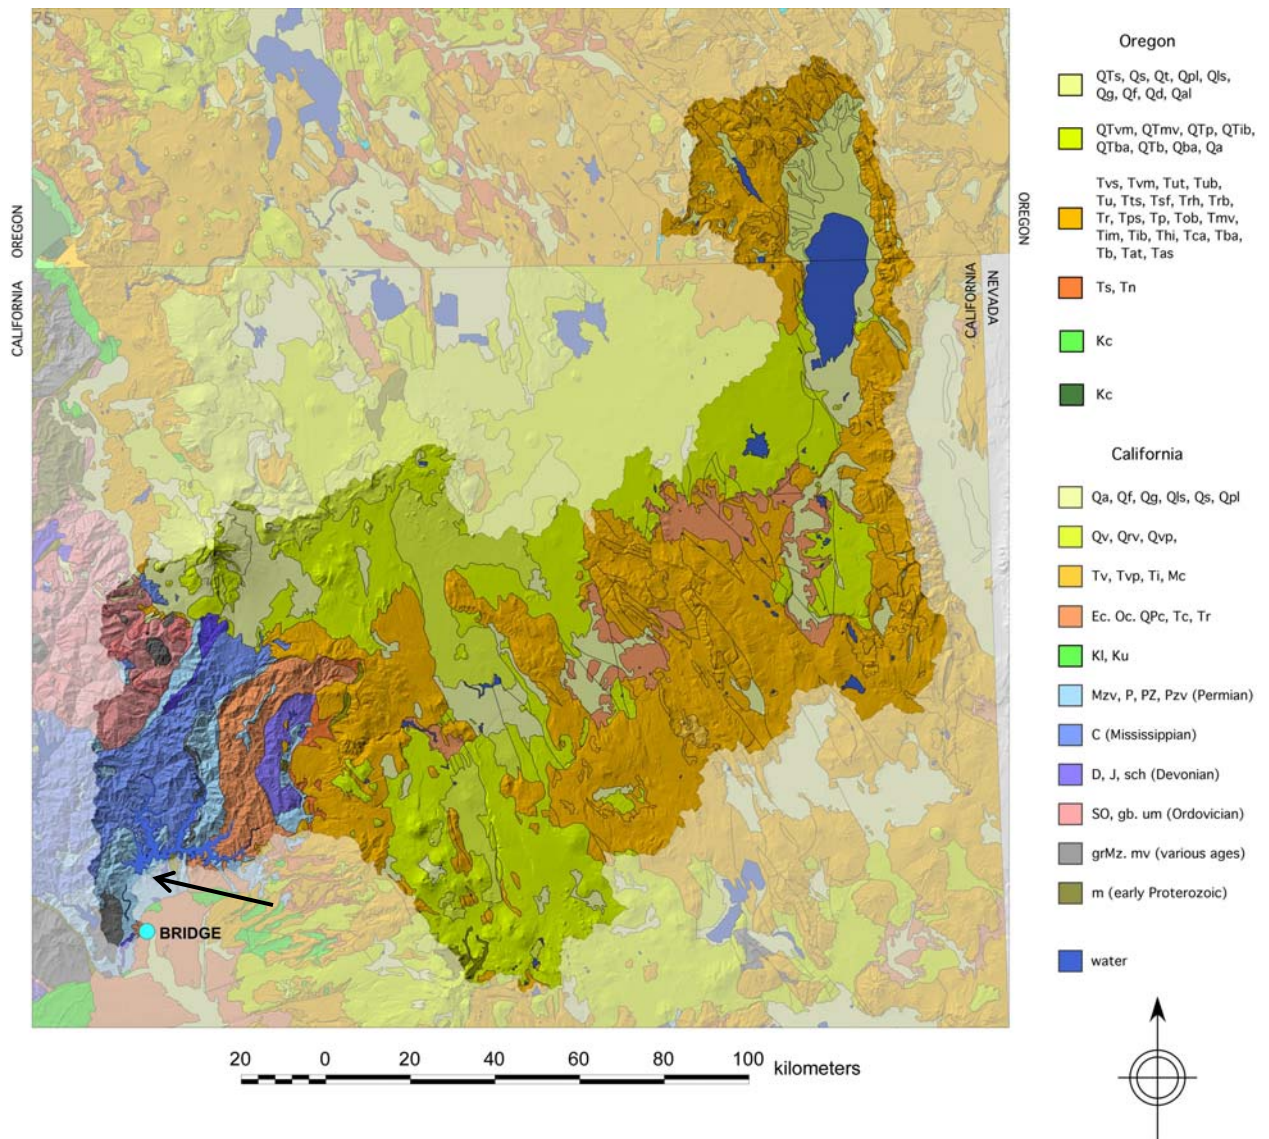 75
OREGON
CALIFORNIA
OREGON
CALIFORNIA
NEVADA
BRIDGE
20 0 20 40 60 80 100
kilometers
Oregon
QTs, Qs, Qt, Qpl, Qls,
Qg, Qf, Qd, Qal
QTvm, QTmv, QTp, QTib,
QTba, QTb, Qba, Qa
Tvs, Tvm, Tut, Tub,
Tu, Tts, Tsf, Trh, Trb,
Tr, Tps, Tp, Tob, Tmv,
Tim, Tib, Thi, Tca, Tba,
Tb, Tat, Tas
Ts, Tn
Kc
Kc
California
Qa, Qf, Qg, Qls, Qs, Qpl
Qv, Qrv, Qvp,
Tv, Tvp, Ti, Mc
Ec. Oc. QPc, Tc, Tr
Kl, Ku
Mzv, P, PZ, Pzv (Permian)
C (Mississippian)
D, J, sch (Devonian)
SO, gb. um (Ordovician)
grMz. mv (various ages)
m (early Proterozoic)
water